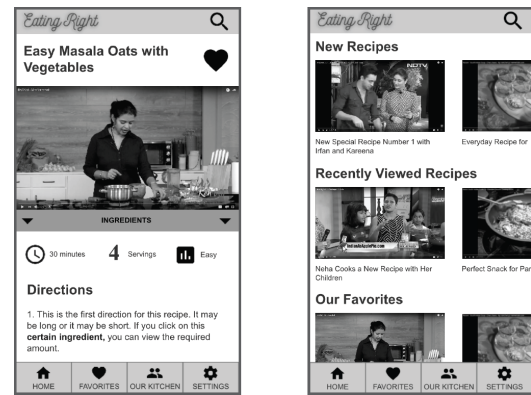 Eating Right
Easy Masala Oats with
Vegetables
INGREDIENTS
30 minutes
4 Servings
Easy
Directions
1. This is the first direction for this recipe. It may
be long or it may be short. If you click on this
certain ingredient, you can view the required
amount.
HOME
FAVORITES
OUR KITCHEN
SETTINGS
Eating Right
New Recipes
NDTV
New Special Recipe Number 1 with
Irfan and Kareena
Everyday Recipe for
Recently Viewed Recipes
Neha Cooks a New Recipe with Her
Children
Perfect Snack for Par
Our Favorites
HOME
FAVORITES
OUR KITCHEN
SETTINGS